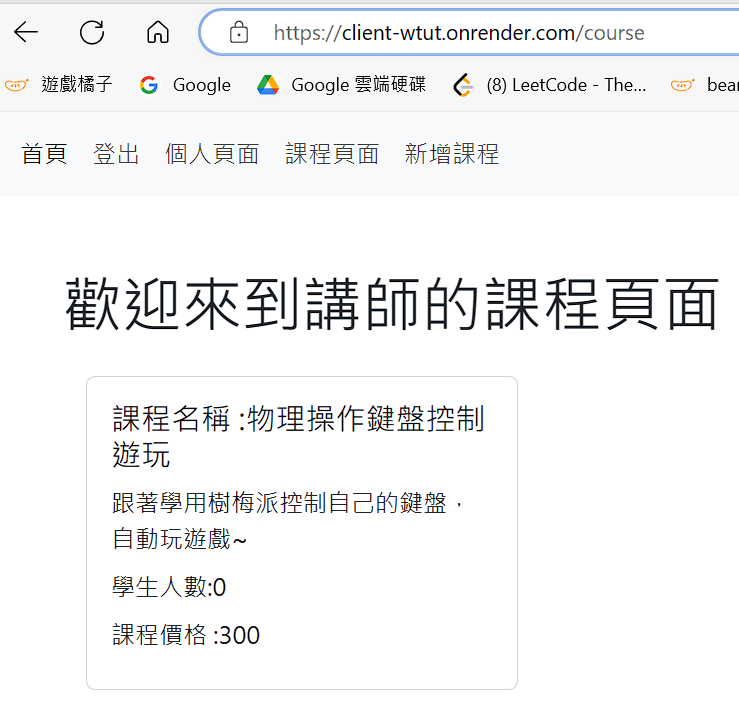 https://client-wtut.onrender.com/course
遊戲橘子 Google Google 雲端硬碟 (8) LeetCode - The... bean
首頁 登出 個人頁面 課程頁面 新增課程
歡迎來到講師的課程頁面
課程名稱 :物理操作鍵盤控制
遊玩
跟著學用樹梅派控制自己的鍵盤，
自動玩遊戲~
學生人數:0
課程價格 :300